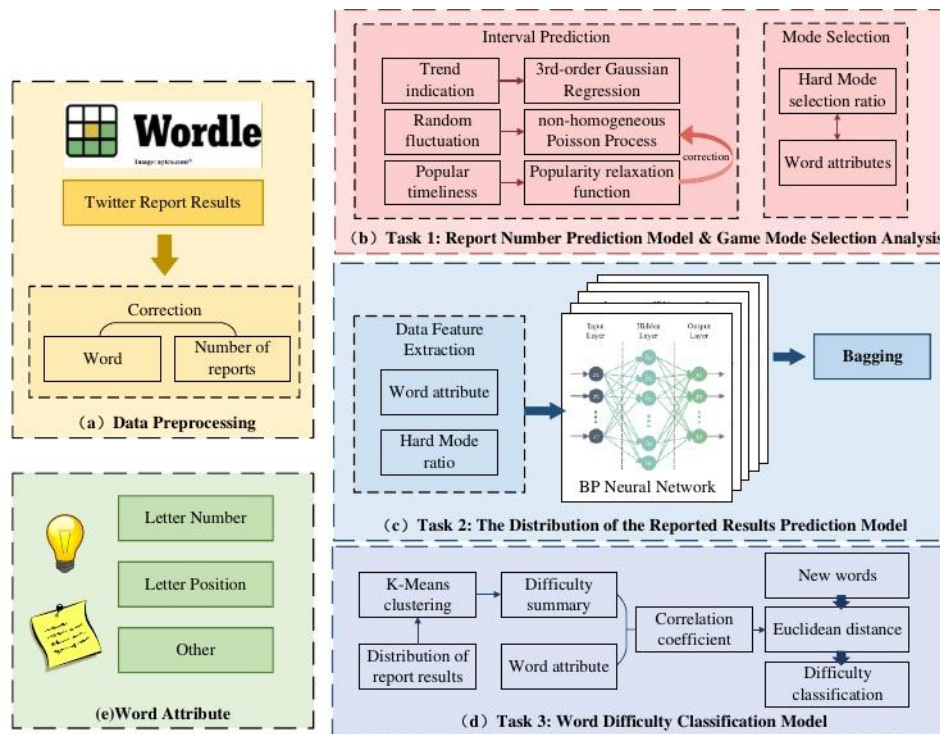 Wordle
Image: nytco.com
Twitter Report Results
Correction
Word
Number of
reports
(a) Data Preprocessing
Interval Prediction
Trend
indication
3rd-order Gaussian
Regression
Random
fluctuation
non-homogeneous
Poisson Process
Popular
timeliness
Popularity relaxation
function
correction
Mode Selection
Hard Mode
selection ratio
Word attributes
(b) Task 1: Report Number Prediction Model & Game Mode Selection Analysis
Data Feature
Extraction
Word attribute
Hard Mode
ratio
Input
Layer
Hidden
Layer
Output
Layer
BP Neural Network
Bagging
(c) Task 2: The Distribution of the Reported Results Prediction Model
K-Means
clustering
Difficulty
summary
Distribution of
report results
Word attribute
Correlation
coefficient
New words
Euclidean distance
Difficulty
classification
(d) Task 3: Word Difficulty Classification Model
Letter Number
Letter Position
Other
(e)Word Attribute